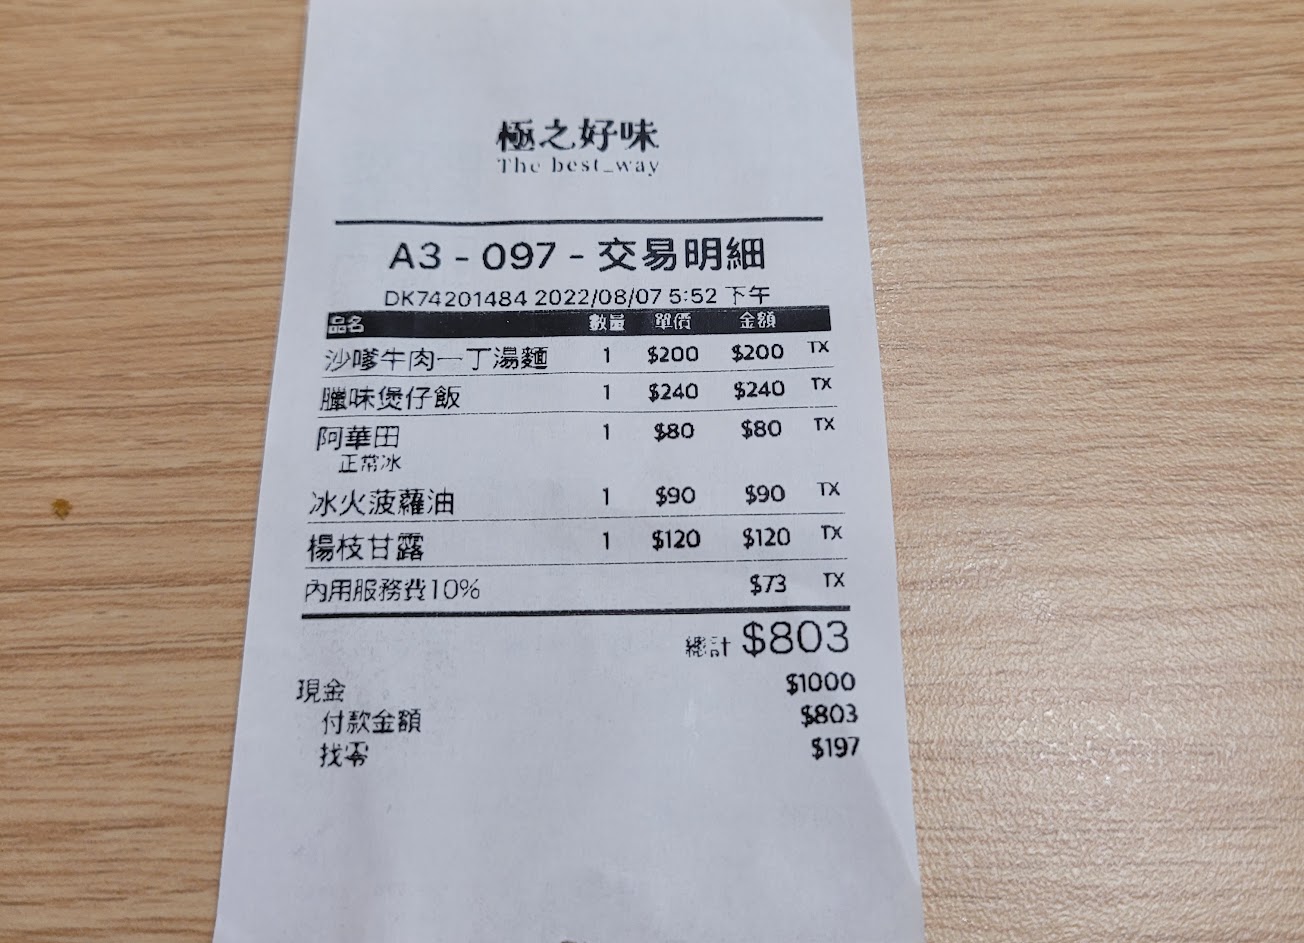 極之好味
The best_way
A3 - 097 - 交易明細
DK74201484 2022/08/07 5:52 下午
品名 數量 單價 金額
沙嗲牛肉一丁湯麵 1 $200 $200 TX
臘味煲仔飯 1 $240 $240 TX
阿華田 1 $80 $80 TX
正常冰
冰火菠蘿油 1 $90 $90 TX
楊枝甘露 1 $120 $120 TX
內用服務費10% $73 TX
總計 $803
現金 $1000
付款金額 $803
找零 $197